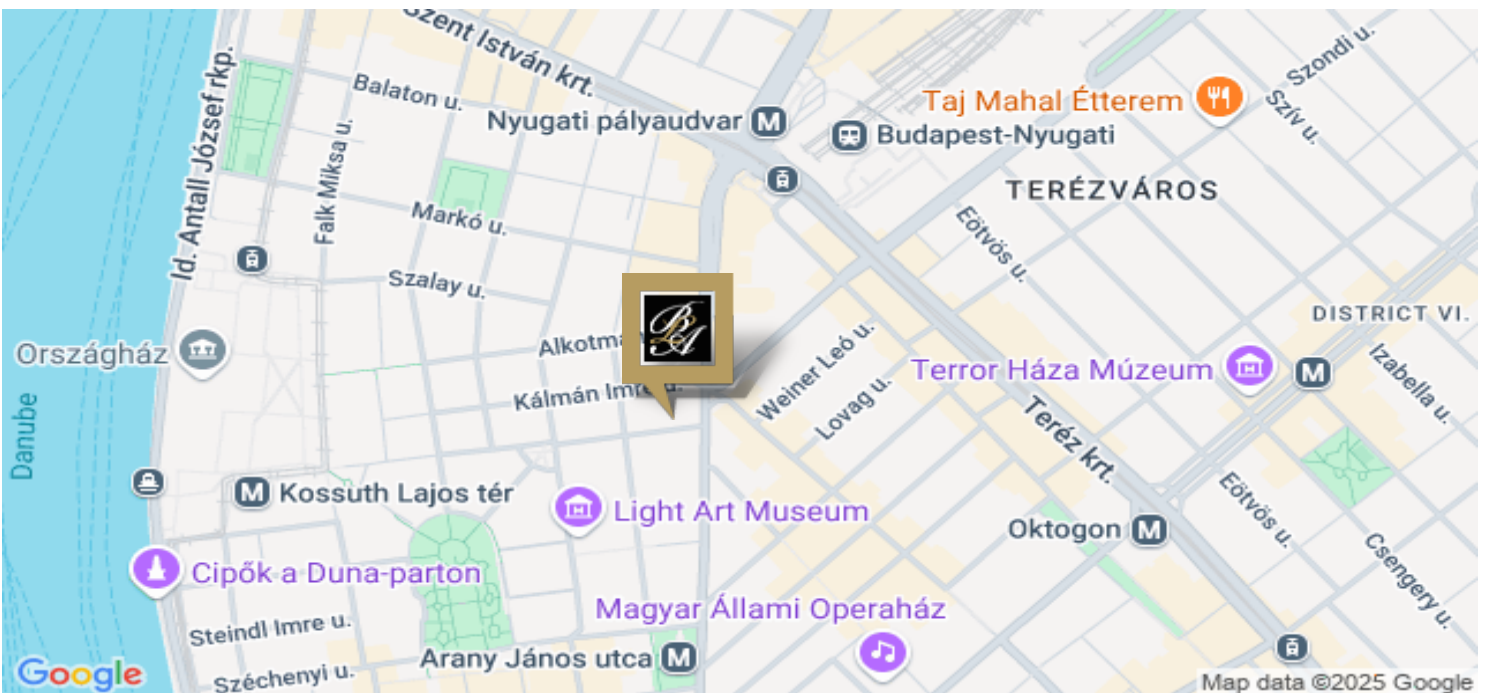 Szent István krt.
Id. Antall József rkp.
Balaton u.
Falk Miksa u.
Nyugati pályaudvar M
Taj Mahal Étterem
Szondi u.
Szív u.
Budapest-Nyugati
TERÉZVÁROS
Markó u.
Eötvös u.
Szalay u.
DISTRICT VI.
Országház
BA
Weiner Leó u.
Terror Háza Múzeum
M
Izabella u.
Kálmán Imre u.
Lovag u.
Teréz krt.
Danube
M Kossuth Lajos tér
Light Art Museum
Oktogon M
Eötvös u.
Csengery u.
Cipők a Duna-parton
Magyar Állami Operaház
Steindl Imre u.
Arany János utca M
Széchenyi u.
Google
Map data ©2025 Google